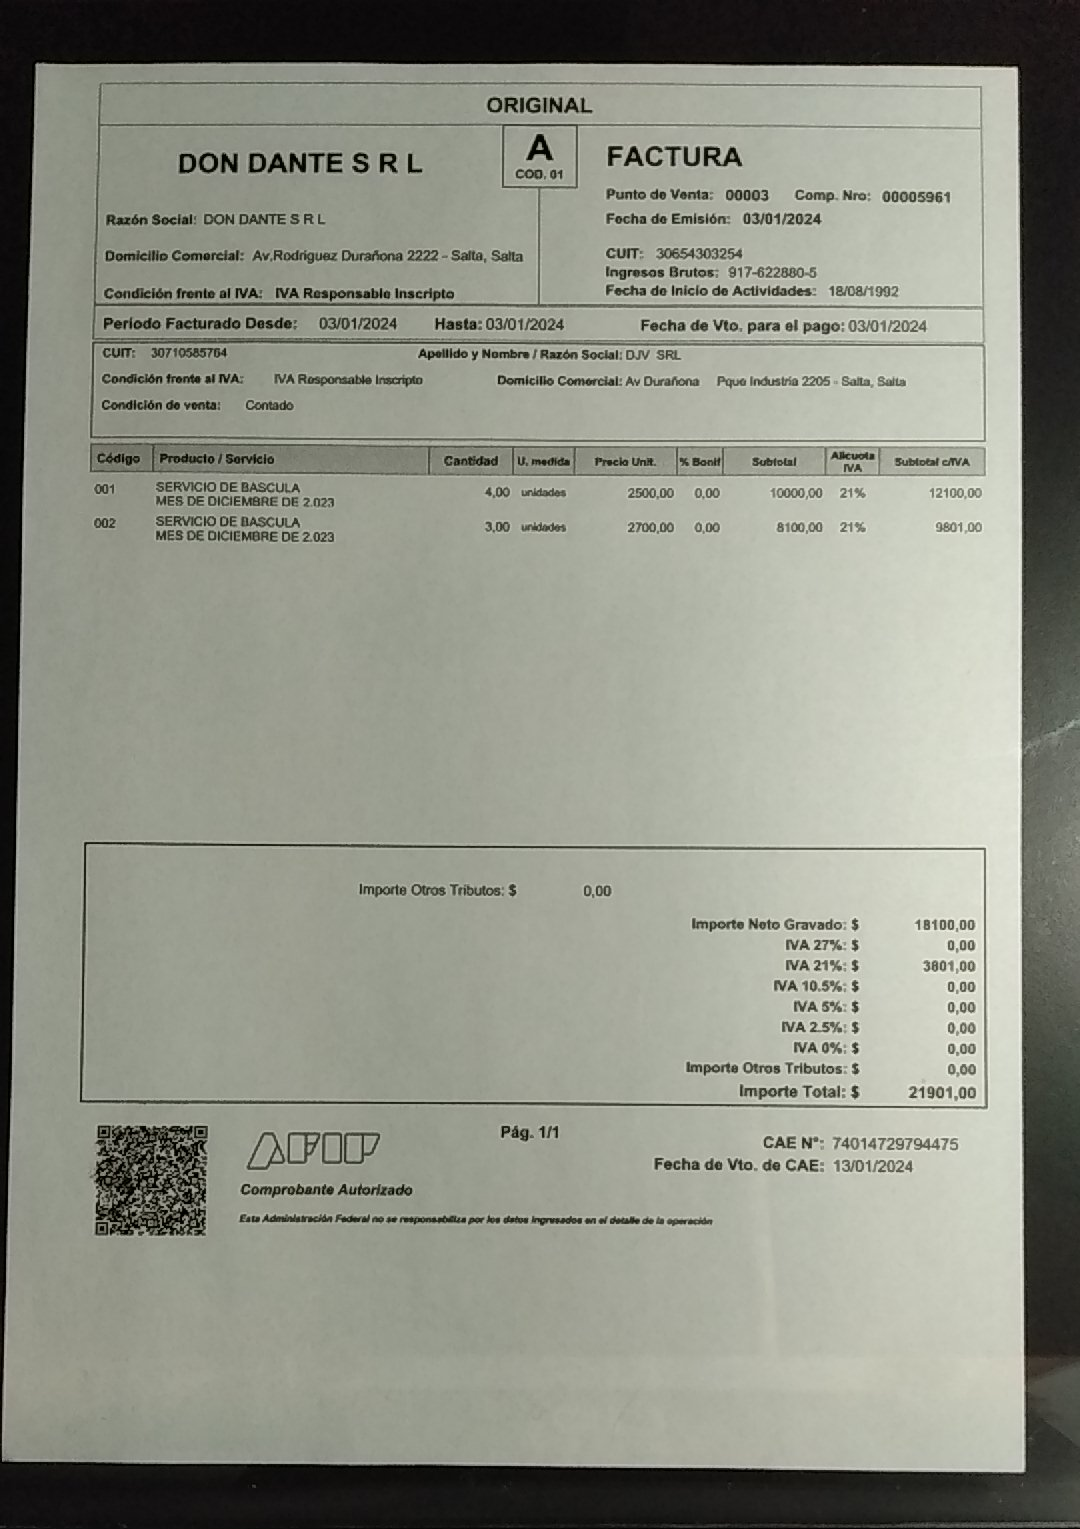 ORIGINAL
DON DANTE S R L
A
COD. 01
FACTURA
Punto de Venta: 00003 Comp. Nro: 00005961
Razón Social: DON DANTE S R L
Fecha de Emisión: 03/01/2024
Domicilio Comercial: Av.Rodríguez Durañona 2222 - Salta, Salta
CUIT: 30654303254
Ingresos Brutos: 917-622880-5
Condición frente al IVA: IVA Responsable Inscripto
Fecha de Inicio de Actividades: 18/08/1992
Período Facturado Desde: 03/01/2024 Hasta: 03/01/2024 Fecha de Vto. para el pago: 03/01/2024
CUIT: 30710585764 Apellido y Nombre / Razón Social: DJV SRL
Condición frente al IVA: IVA Responsable Inscripto Domicilio Comercial: Av Durañona Pque Industria 2205 - Salta, Salta
Condición de venta: Contado
Código Producto / Servicio Cantidad U. medida Precio Unit. % Bonif Subtotal Alicuota IVA Subtotal c/IVA
001 SERVICIO DE BASCULA 4,00 unidades 2500,00 0,00 10000,00 21% 12100,00
MES DE DICIEMBRE DE 2.023
002 SERVICIO DE BASCULA 3,00 unidades 2700,00 0,00 8100,00 21% 9801,00
MES DE DICIEMBRE DE 2.023
Importe Otros Tributos: $ 0,00
Importe Neto Gravado: $ 18100,00
IVA 27%: $ 0,00
IVA 21%: $ 3801,00
IVA 10.5%: $ 0,00
IVA 5%: $ 0,00
IVA 2.5%: $ 0,00
IVA 0%: $ 0,00
Importe Otros Tributos: $ 0,00
Importe Total: $ 21901,00
AFIP
Pág. 1/1
CAE N°: 74014729794475
Fecha de Vto. de CAE: 13/01/2024
Comprobante Autorizado
Esta Administración Federal no se responsabiliza por los datos ingresados en el detalle de la operación